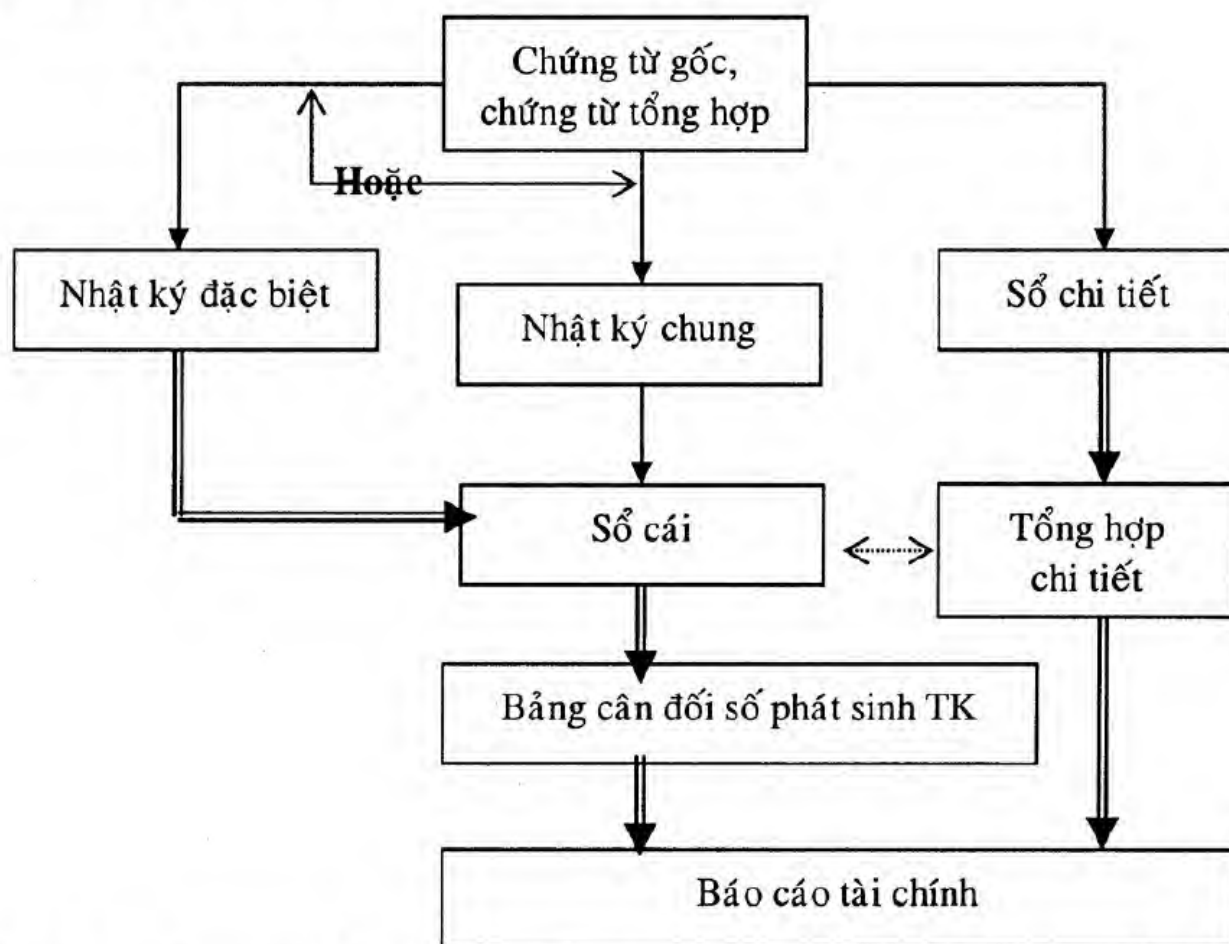 Chứng từ gốc,
chứng từ tổng hợp
Hoặc
Nhật ký đặc biệt
Nhật ký chung
Sổ chi tiết
Sổ cái
Tổng hợp
chi tiết
Bảng cân đối số phát sinh TK
Báo cáo tài chính